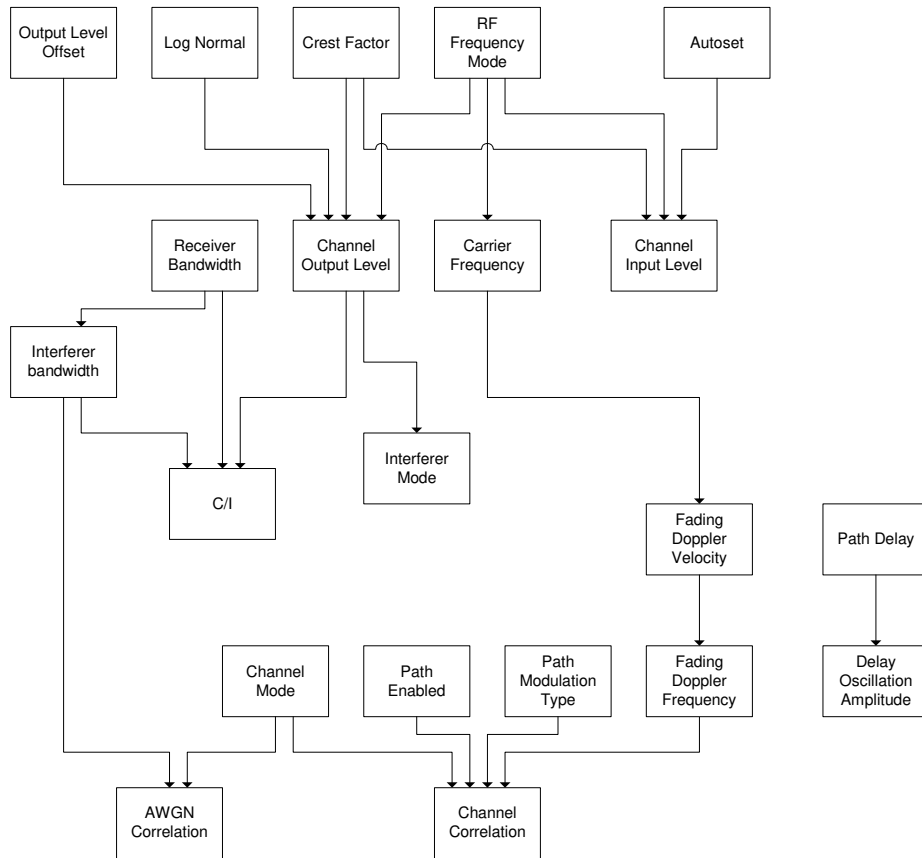 Output Level
Offset
Log Normal
Crest Factor
RF
Frequency
Mode
Autoset
Receiver
Bandwidth
Channel
Output Level
Carrier
Frequency
Channel
Input Level
Interferer
bandwidth
Interferer
Mode
C/I
Fading
Doppler
Velocity
Path Delay
Channel
Mode
Path
Enabled
Path
Modulation
Type
Fading
Doppler
Frequency
Delay
Oscillation
Amplitude
AWGN
Correlation
Channel
Correlation